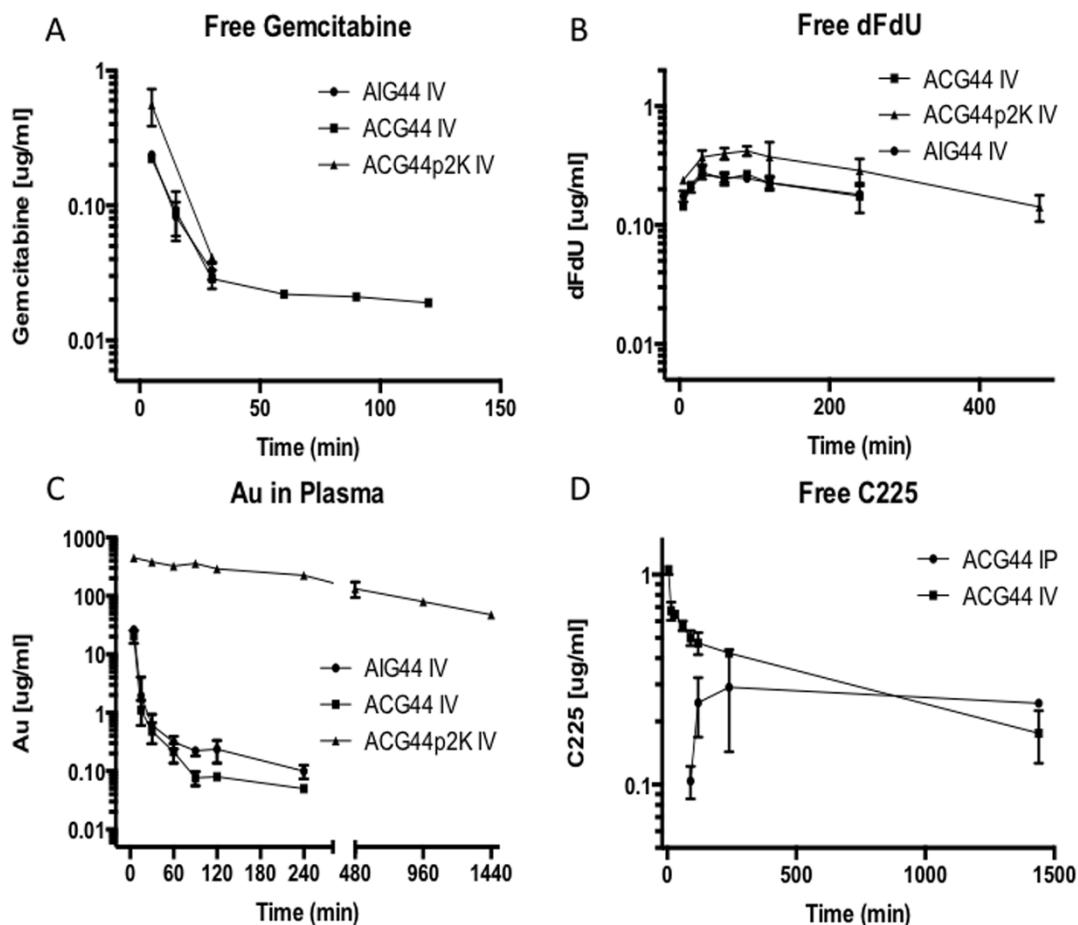 A
Free Gemcitabine
Gemcitabine [ug/ml]
1
0.10
0.01
AIG44 IV
ACG44 IV
ACG44p2K IV
0
50
100
150
Time (min)
B
Free dFdU
dFdU [ug/ml]
1
0.10
0.01
ACG44 IV
ACG44p2K IV
AIG44 IV
0
200
400
Time (min)
C
Au in Plasma
Au [ug/ml]
1000
100
10
1
0.10
0.01
AIG44 IV
ACG44 IV
ACG44p2K IV
0
60
120
180
240
480
960
1440
Time (min)
D
Free C225
C225 [ug/ml]
1
0.1
ACG44 IP
ACG44 IV
0
500
1000
1500
Time (min)